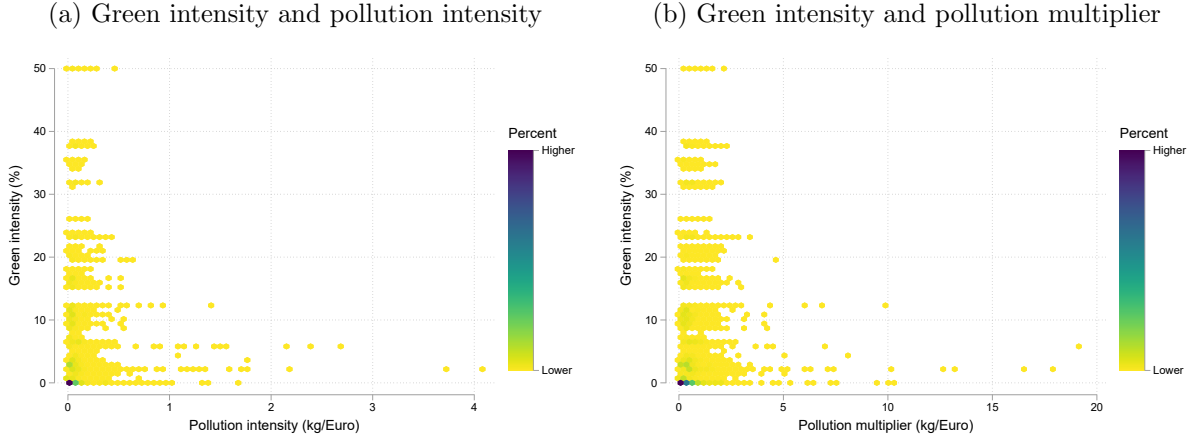 (a) Green intensity and pollution intensity
50
40
30
20
10
0
Green intensity (%)
0 1 2 3 4
Pollution intensity (kg/Euro)
Percent
Higher
Lower
(b) Green intensity and pollution multiplier
50
40
30
20
10
0
Green intensity (%)
0 5 10 15 20
Pollution multiplier (kg/Euro)
Percent
Higher
Lower